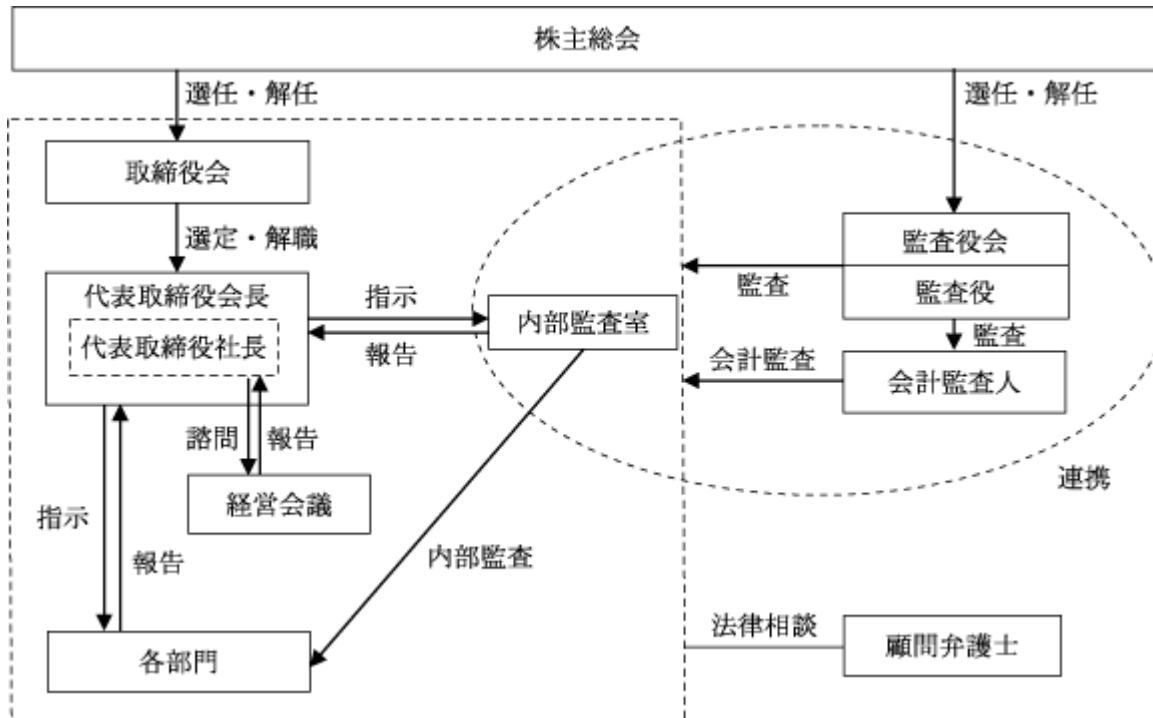 株主総会
選任・解任
選任・解任
取締役会
選定・解職
監査役会
監査役
監査
代表取締役会長
代表取締役社長
指示
報告
内部監査室
監査
会計監査
会計監査人
諮問
報告
経営会議
連携
指示
報告
内部監査
各部門
法律相談
顧問弁護士